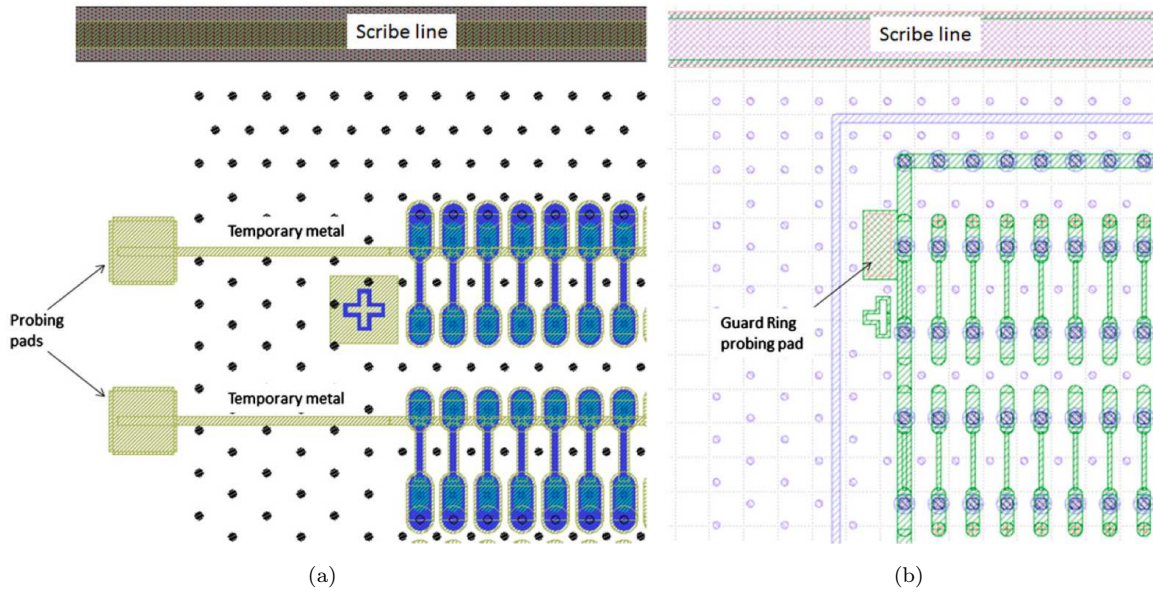 Scribe line
Scribe line
Temporary metal
Probing
pads
Guard Ring
probing pad
Temporary metal
(a)
(b)